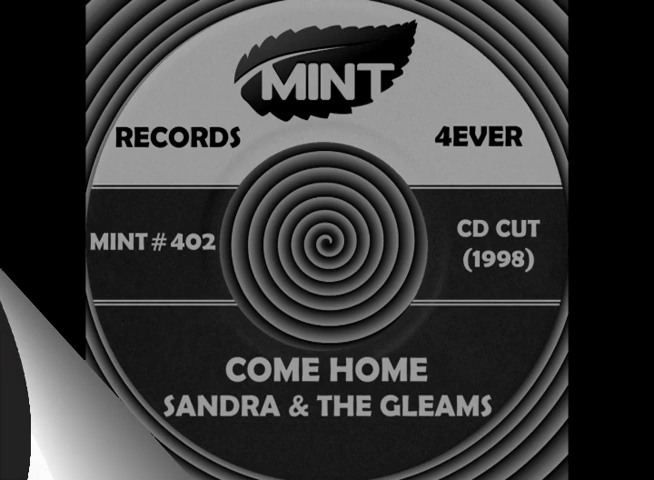 MINT
RECORDS 4EVER
MINT # 402
CD CUT
(1998)
COME HOME
SANDRA & THE GLEAMS